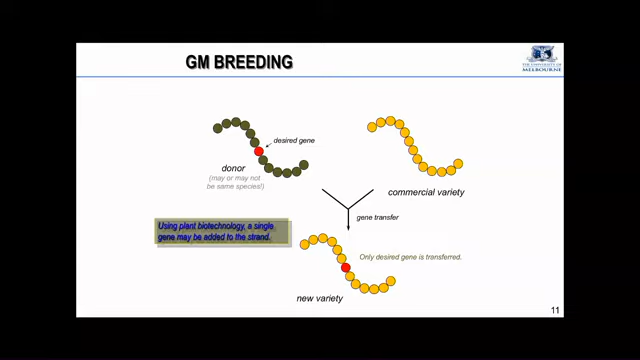 GM BREEDING
THE UNIVERSITY OF
MELBOURNE
desired gene
donor
(may or may not
be same species!)
commercial variety
gene transfer
Using plant biotechnology, a single
gene may be added to the strand.
Only desired gene is transferred.
new variety
11